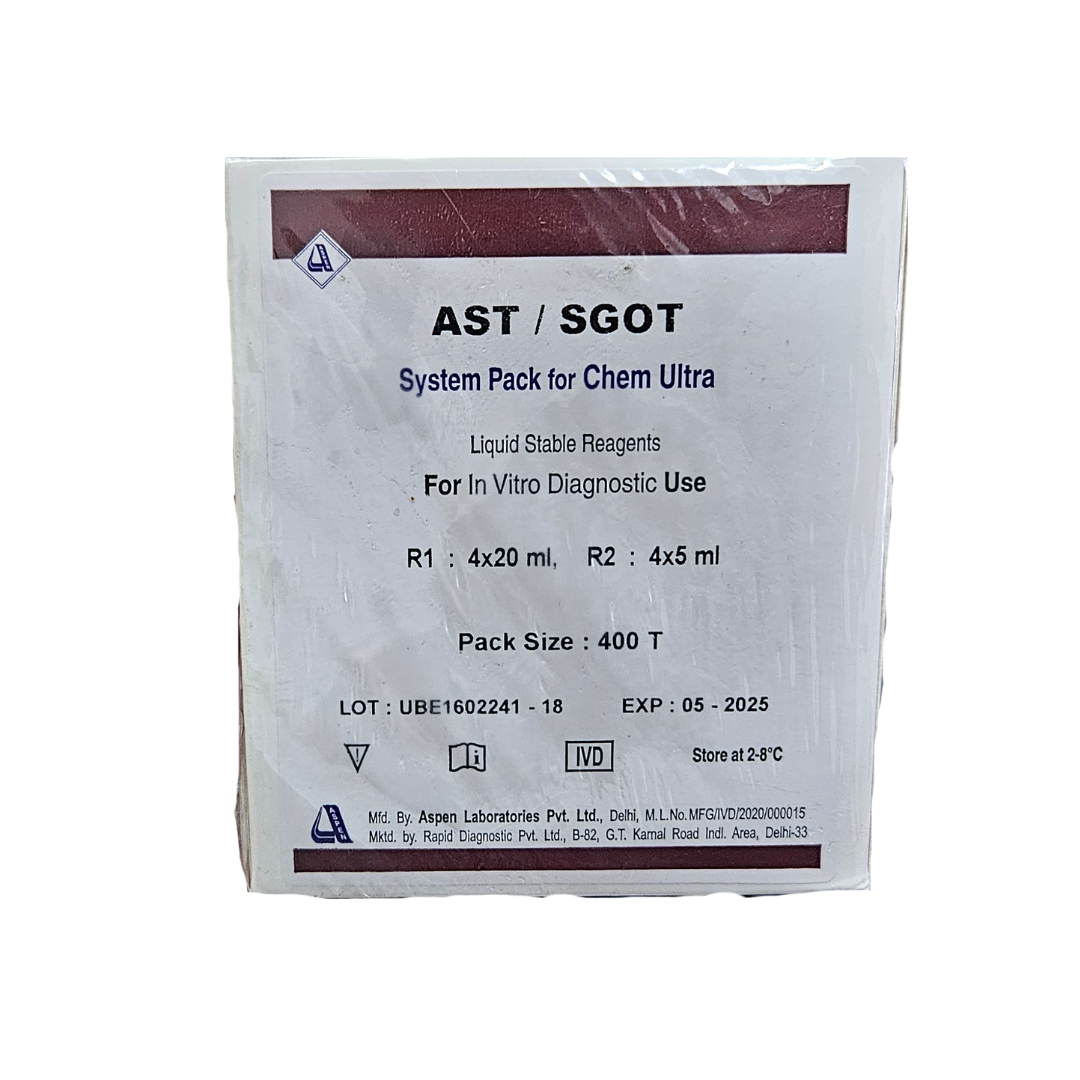 AST / SGOT
System Pack for Chem Ultra
Liquid Stable Reagents
For In Vitro Diagnostic Use
R1 : 4x20 ml, R2 : 4x5 ml
Pack Size : 400 T
LOT : UBE1602241 - 18 EXP : 05 - 2025
IVD Store at 2-8°C
ASPEN
Mfd. By. Aspen Laboratories Pvt. Ltd., Delhi, M.L.No. MFG/IVD/2020/000015
Mktd. by. Rapid Diagnostic Pvt. Ltd., B-82, G.T. Karnal Road Indl. Area, Delhi-33